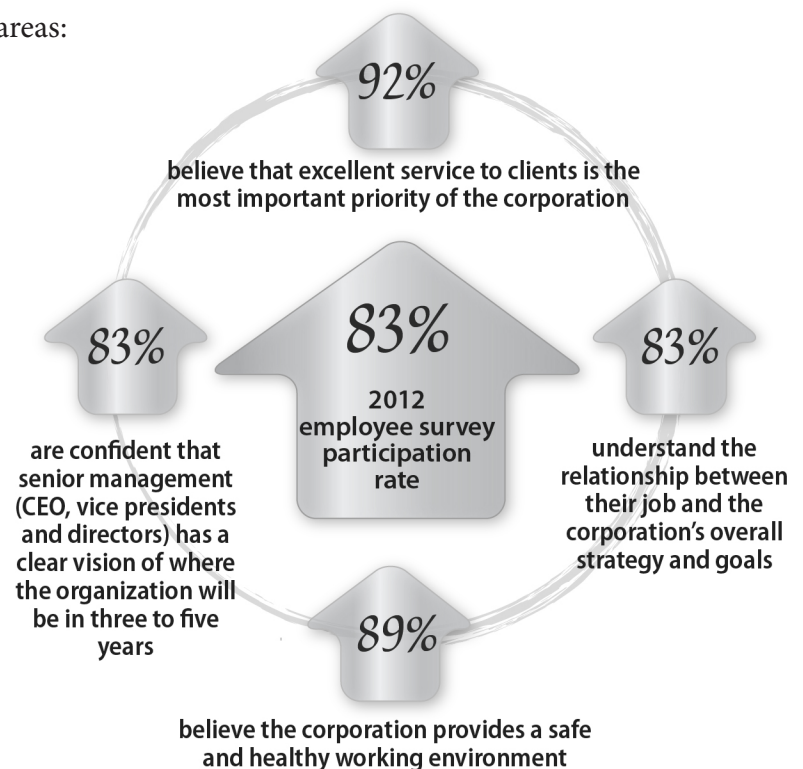 areas:
92%
believe that excellent service to clients is the
most important priority of the corporation
83%
are confident that
senior management
(CEO, vice presidents
and directors) has a
clear vision of where
the organization will
be in three to five
years
83%
2012
employee survey
participation
rate
83%
understand the
relationship between
their job and the
corporation's overall
strategy and goals
89%
believe the corporation provides a safe
and healthy working environment